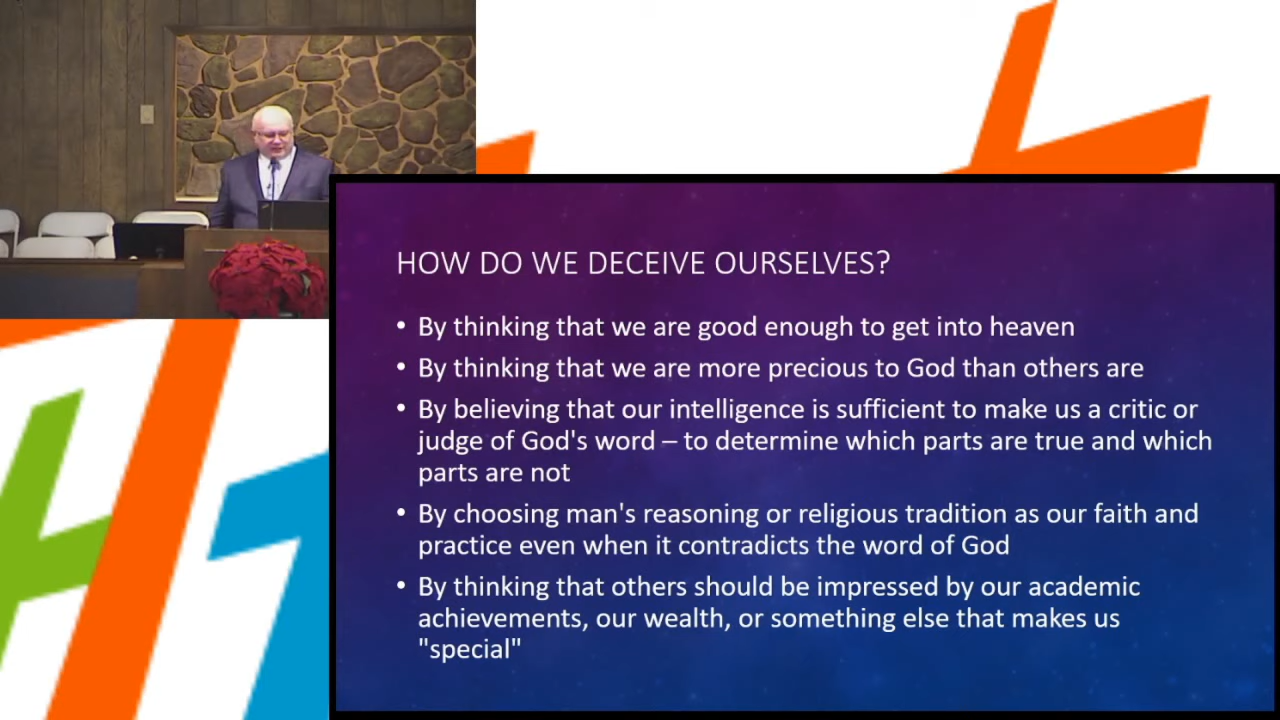 HOW DO WE DECEIVE OURSELVES?
• By thinking that we are good enough to get into heaven
• By thinking that we are more precious to God than others are
• By believing that our intelligence is sufficient to make us a critic or
judge of God's word – to determine which parts are true and which
parts are not
• By choosing man's reasoning or religious tradition as our faith and
practice even when it contradicts the word of God
• By thinking that others should be impressed by our academic
achievements, our wealth, or something else that makes us
"special"